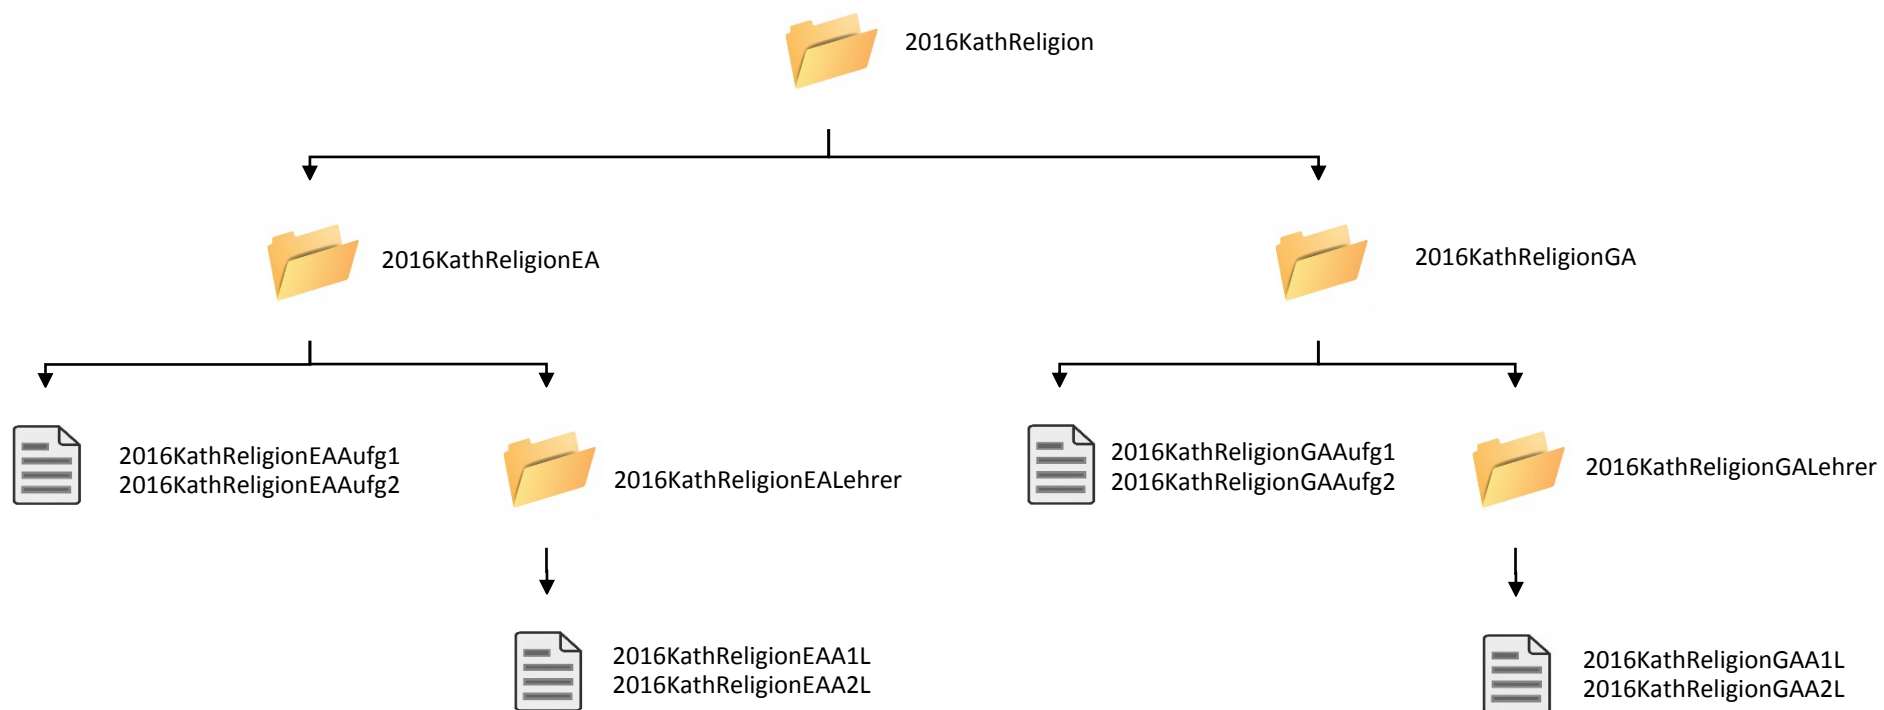 2016KathReligion
2016KathReligionEA
2016KathReligionGA
2016KathReligionEAAufg1
2016KathReligionEAAufg2
2016KathReligionEALehrer
2016KathReligionGAAufg1
2016KathReligionGAAufg2
2016KathReligionGALehrer
2016KathReligionEAA1L
2016KathReligionEAA2L
2016KathReligionGAA1L
2016KathReligionGAA2L